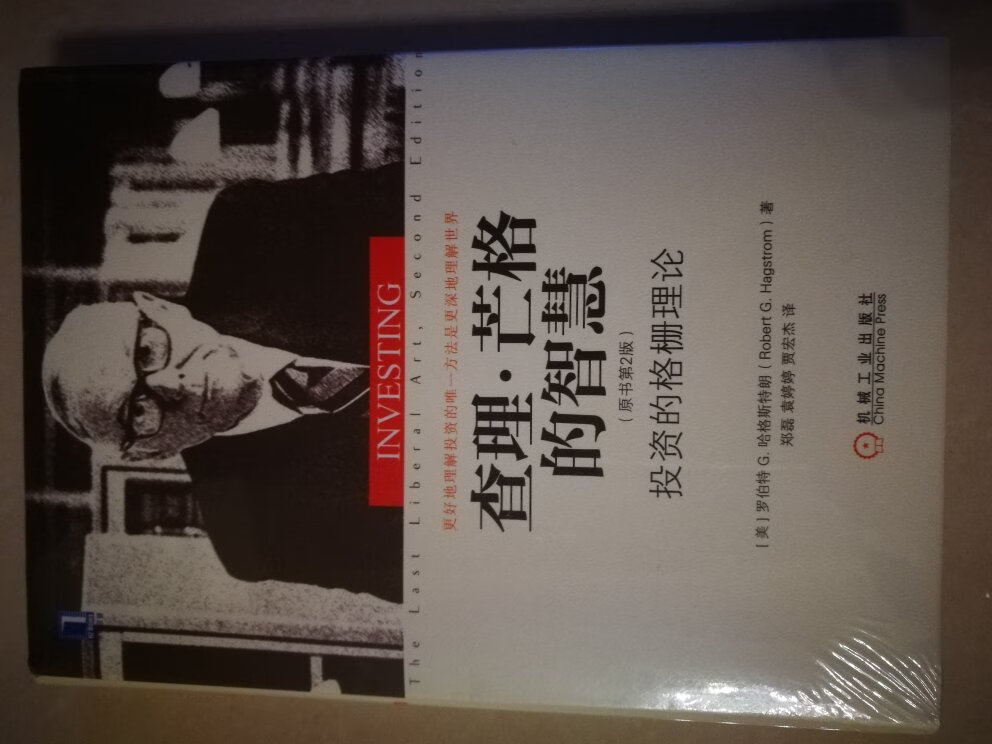 INVESTING
The Last Liberal Art, Second Edition
更好地理解投资的唯一方法是更深地理解世界
查理·芒格
的智慧
（原书第2版）
投资的格栅理论
[美] 罗伯特 G. 哈格斯特朗（Robert G. Hagstrom）著
郑磊 袁婷婷 贾宏杰 译
机械工业出版社
China Machine Press